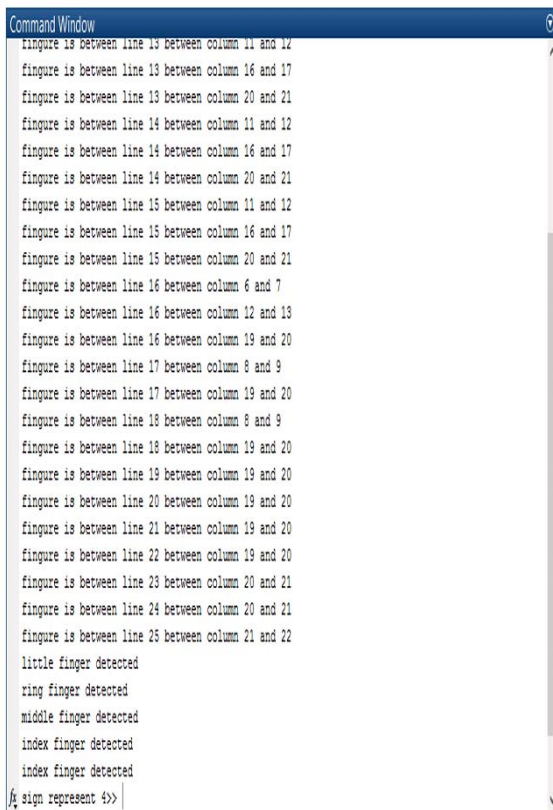 Command Window
fingure is between line 13 between column 11 and 12
fingure is between line 13 between column 16 and 17
fingure is between line 13 between column 20 and 21
fingure is between line 14 between column 11 and 12
fingure is between line 14 between column 16 and 17
fingure is between line 14 between column 20 and 21
fingure is between line 15 between column 11 and 12
fingure is between line 15 between column 16 and 17
fingure is between line 15 between column 20 and 21
fingure is between line 16 between column 6 and 7
fingure is between line 16 between column 12 and 13
fingure is between line 16 between column 19 and 20
fingure is between line 17 between column 8 and 9
fingure is between line 17 between column 19 and 20
fingure is between line 18 between column 8 and 9
fingure is between line 18 between column 19 and 20
fingure is between line 19 between column 19 and 20
fingure is between line 20 between column 19 and 20
fingure is between line 21 between column 19 and 20
fingure is between line 22 between column 19 and 20
fingure is between line 23 between column 20 and 21
fingure is between line 24 between column 20 and 21
fingure is between line 25 between column 21 and 22
little finger detected
ring finger detected
middle finger detected
index finger detected
index finger detected
fx sign represent 4>>